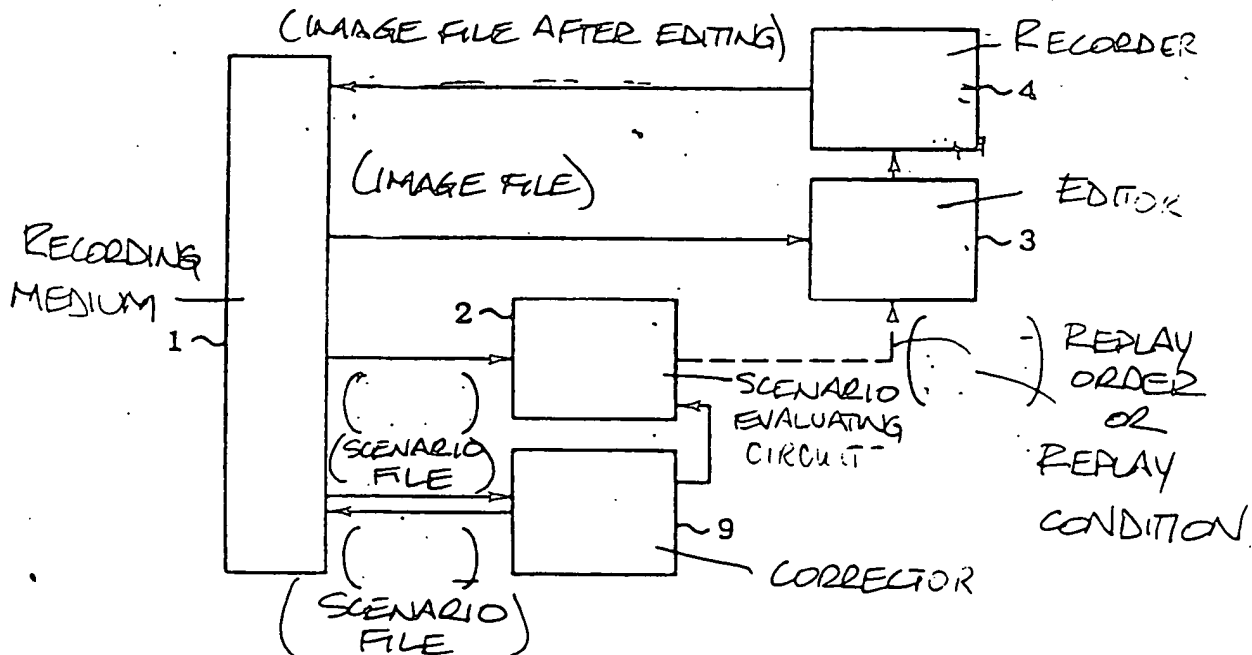 (IMAGE FILE AFTER EDITING)
RECORDER
4
(IMAGE FILE)
EDITOR
3
RECORDING
MEDIUM
1
2
SCENARIO
EVALUATING
CIRCUIT
REPLAY
ORDER
OR
REPLAY
CONDITION
(SCENARIO
FILE)
9
CORRECTOR
(SCENARIO
FILE)